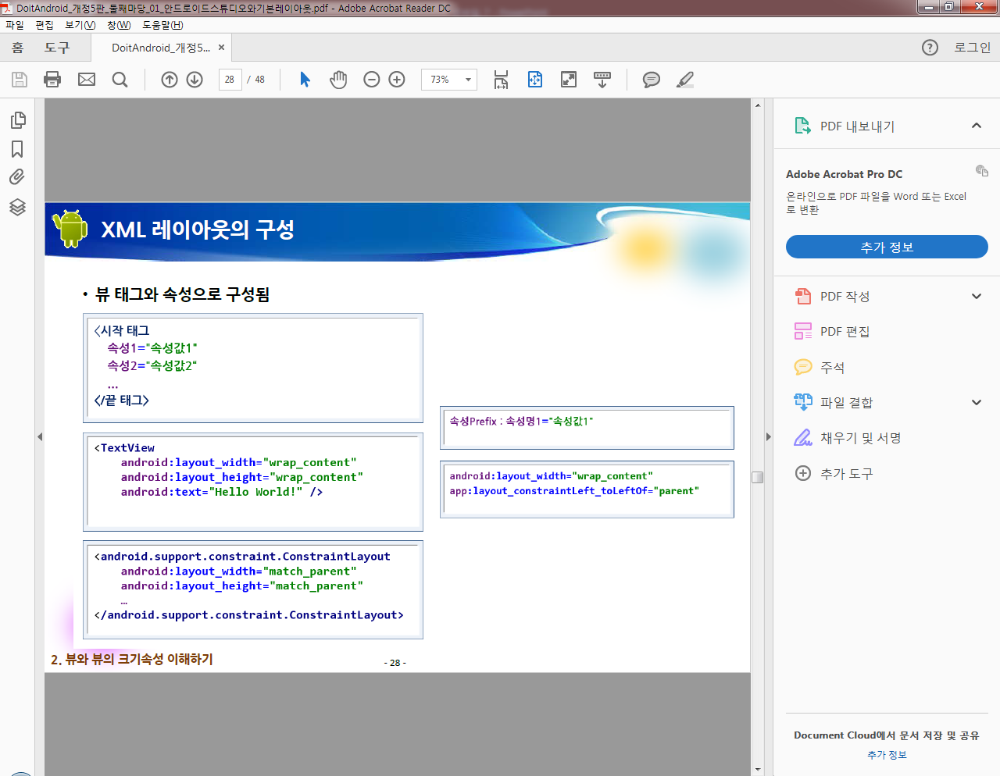 DoitAndroid_개정5판_둘째마당_01_안드로이드스튜디오와기본레이아웃.pdf - Adobe Acrobat Reader DC
파일 편집 보기(V) 창(W) 도움말(H)
홈 도구 DoitAndroid_개정5... × 로그인
28 / 48 73%
XML 레이아웃의 구성
• 뷰 태그와 속성으로 구성됨
<시작 태그
속성1="속성값1"
속성2="속성값2“
...
</끝 태그>
<TextView
android:layout_width="wrap_content"
android:layout_height="wrap_content"
android:text="Hello World!" />
<android.support.constraint.ConstraintLayout
android:layout_width="match_parent"
android:layout_height="match_parent"
…
</android.support.constraint.ConstraintLayout>
속성Prefix : 속성명1="속성값1"
android:layout_width="wrap_content"
app:layout_constraintLeft_toLeftOf="parent"
2. 뷰와 뷰의 크기속성 이해하기
- 28 -
PDF 내보내기
Adobe Acrobat Pro DC
온라인으로 PDF 파일을 Word 또는 Excel
로 변환
추가 정보
PDF 작성
PDF 편집
주석
파일 결합
채우기 및 서명
추가 도구
Document Cloud에서 문서 저장 및 공유
추가 정보